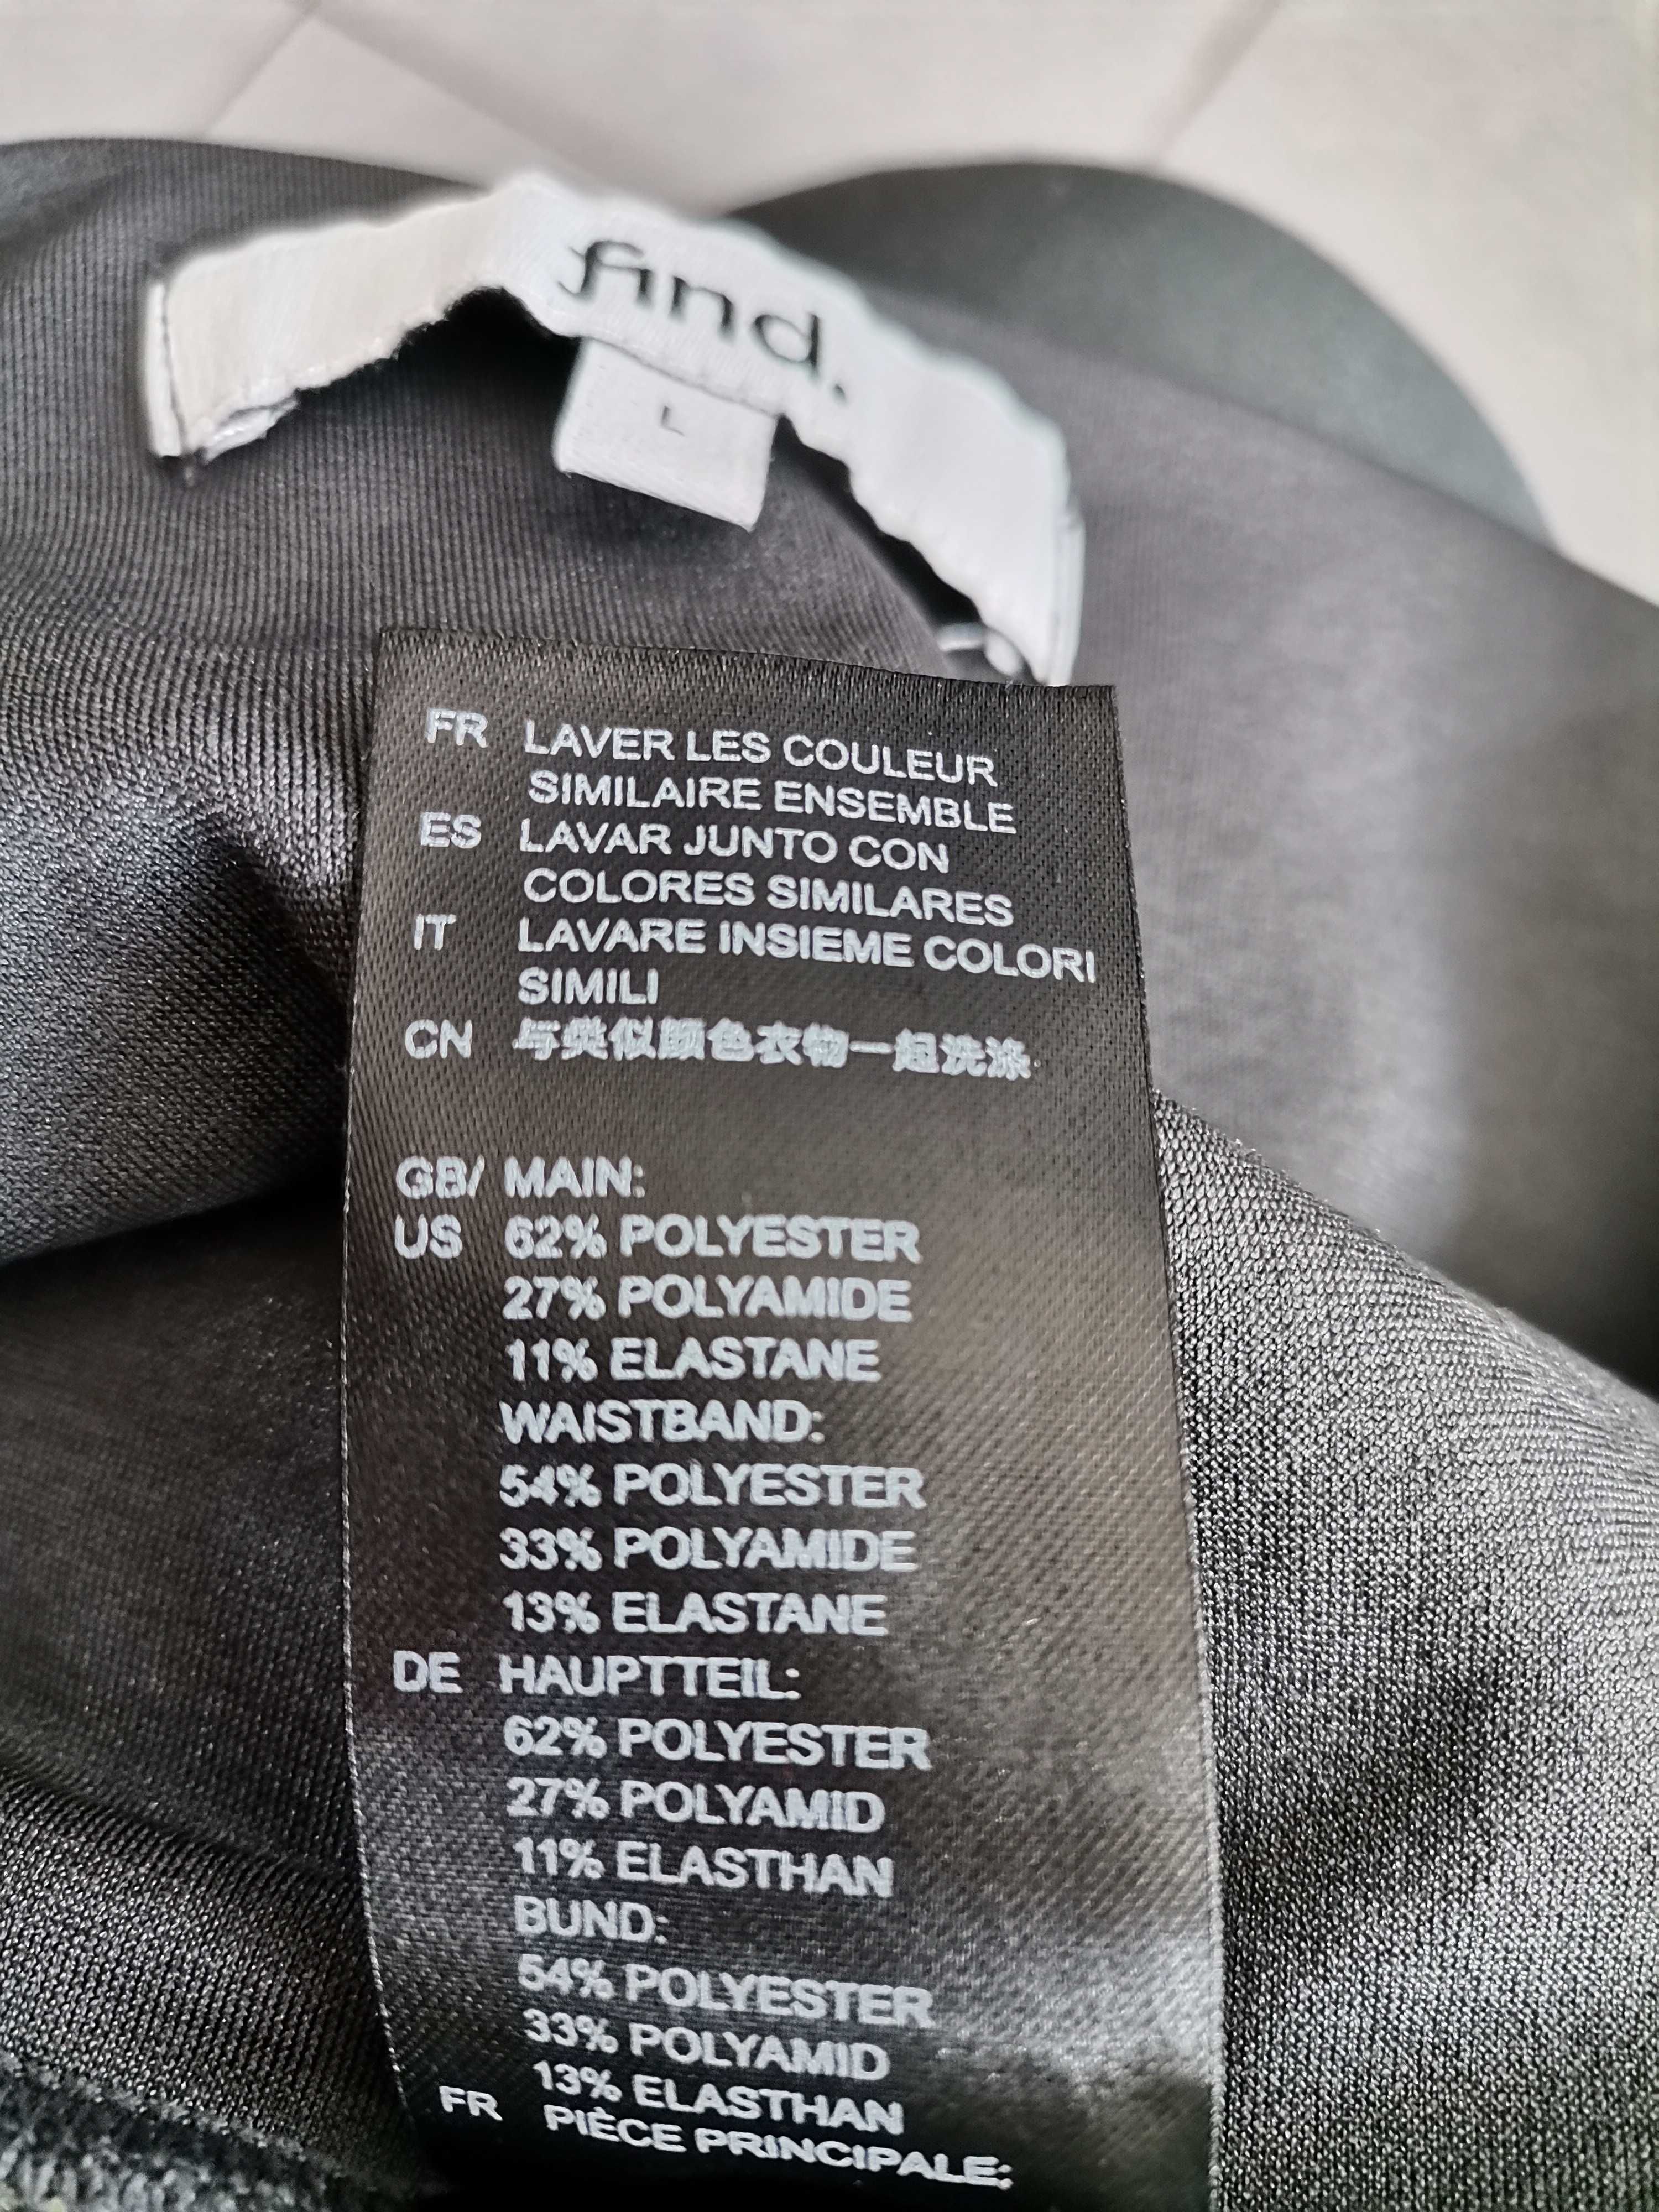 find.
L
FR LAVER LES COULEUR
SIMILAIRE ENSEMBLE
ES LAVAR JUNTO CON
COLORES SIMILARES
IT LAVARE INSIEME COLORI
SIMILI
CN 与类似颜色衣物一起洗涤
GB/ MAIN:
US 62% POLYESTER
27% POLYAMIDE
11% ELASTANE
WAISTBAND:
54% POLYESTER
33% POLYAMIDE
13% ELASTANE
DE HAUPTTEIL:
62% POLYESTER
27% POLYAMID
11% ELASTHAN
BUND:
54% POLYESTER
33% POLYAMID
13% ELASTHAN
FR PIÈCE PRINCIPALE: